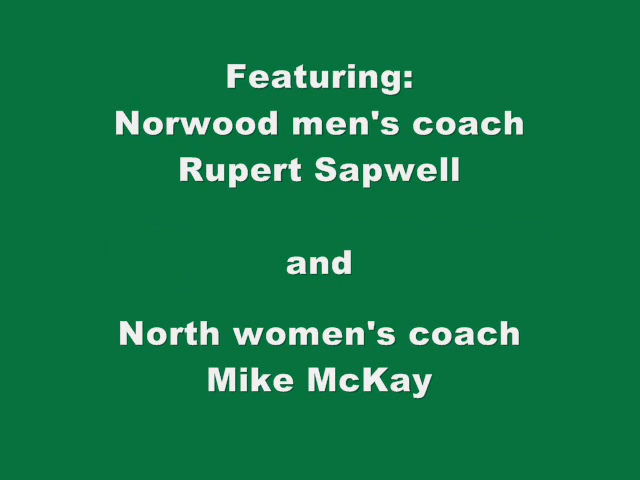 Featuring:
Norwood men's coach
Rupert Sapwell
and
North women's coach
Mike McKay